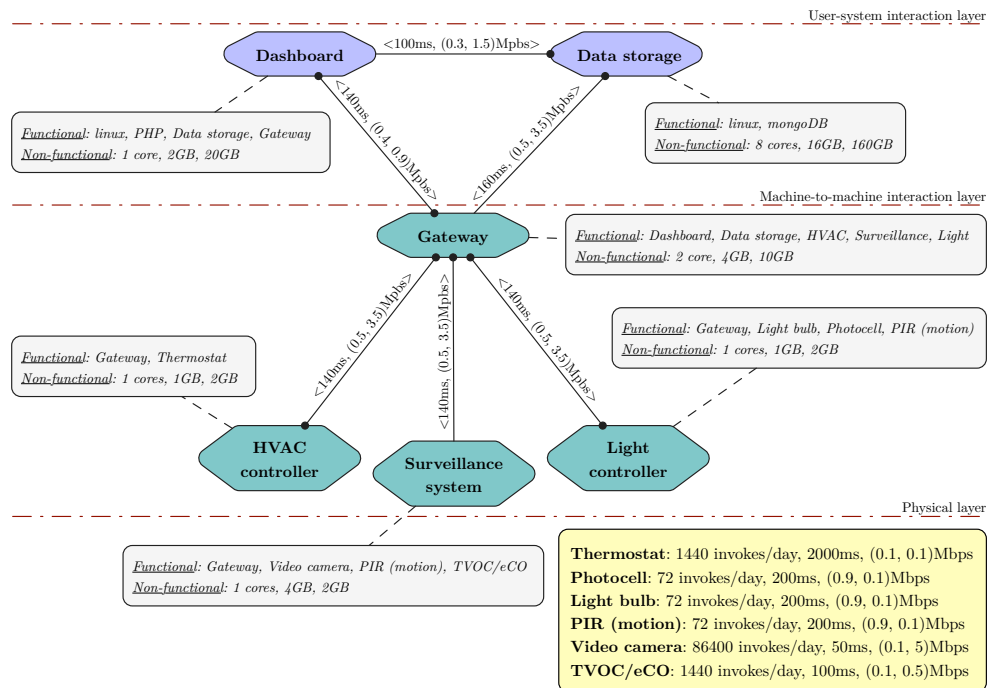 User-system interaction layer
Dashboard
<100ms, (0.3, 1.5)Mpbs>
Data storage
<140ms, (0.4, 0.9)Mpbs>
<160ms, (0.5, 3.5)Mpbs>
Functional: linux, PHP, Data storage, Gateway
Non-functional: 1 core, 2GB, 20GB
Functional: linux, mongoDB
Non-functional: 8 cores, 16GB, 160GB
Machine-to-machine interaction layer
Gateway
Functional: Dashboard, Data storage, HVAC, Surveillance, Light
Non-functional: 2 core, 4GB, 10GB
<140ms, (0.5, 3.5)Mpbs>
<140ms, (0.5, 3.5)Mpbs>
<140ms, (0.5, 3.5)Mpbs>
Functional: Gateway, Light bulb, Photocell, PIR (motion)
Non-functional: 1 cores, 1GB, 2GB
Functional: Gateway, Thermostat
Non-functional: 1 cores, 1GB, 2GB
HVAC
controller
Surveillance
system
Light
controller
Physical layer
Functional: Gateway, Video camera, PIR (motion), TVOC/eCO
Non-functional: 1 cores, 4GB, 2GB
Thermostat: 1440 invokes/day, 2000ms, (0.1, 0.1)Mbps
Photocell: 72 invokes/day, 200ms, (0.9, 0.1)Mbps
Light bulb: 72 invokes/day, 200ms, (0.9, 0.1)Mbps
PIR (motion): 72 invokes/day, 200ms, (0.9, 0.1)Mbps
Video camera: 86400 invokes/day, 50ms, (0.1, 5)Mbps
TVOC/eCO: 1440 invokes/day, 100ms, (0.1, 0.5)Mbps